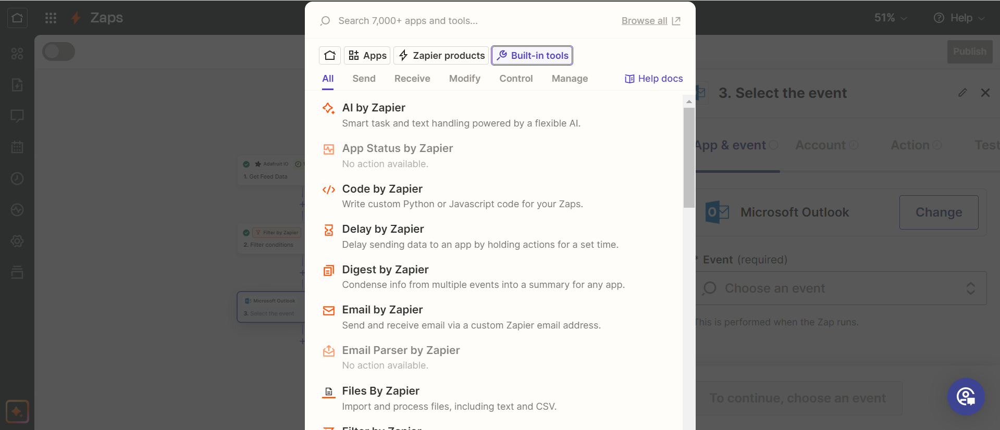 Zaps
51%
Help
Search 7,000+ apps and tools...
Browse all
Apps
Zapier products
Built-in tools
All
Send
Receive
Modify
Control
Manage
Help docs
AI by Zapier
Smart task and text handling powered by a flexible AI.
App Status by Zapier
No action available.
Code by Zapier
Write custom Python or Javascript code for your Zaps.
Delay by Zapier
Delay sending data to an app by holding actions for a set time.
Digest by Zapier
Condense info from multiple events into a summary for any app.
Email by Zapier
Send and receive email via a custom Zapier email address.
Email Parser by Zapier
No action available.
Files By Zapier
Import and process files, including text and CSV.
Filter by Zapier
Adafruit IO
1. Get Feed Data
Filter by Zapier
2. Filter conditions
Microsoft Outlook
3. Select the event
Publish
3. Select the event
App & event
Account
Action
Test
Microsoft Outlook
Change
* Event (required)
Choose an event
This is performed when the Zap runs.
To continue, choose an event